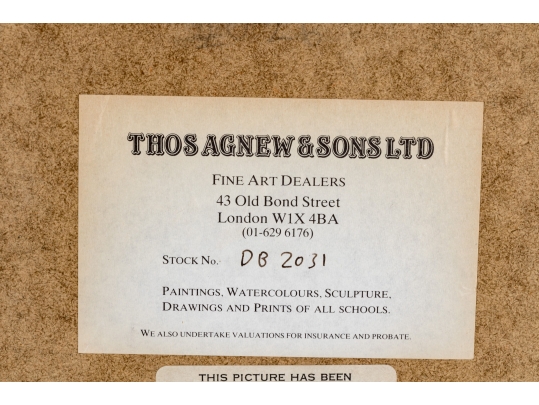 THOS AGNEW & SONS LTD
FINE ART DEALERS
43 Old Bond Street
London W1X 4BA
(01-629 6176)
STOCK No. DB 2031
PAINTINGS, WATERCOLOURS, SCULPTURE,
DRAWINGS AND PRINTS OF ALL SCHOOLS.
WE ALSO UNDERTAKE VALUATIONS FOR INSURANCE AND PROBATE.
THIS PICTURE HAS BEEN